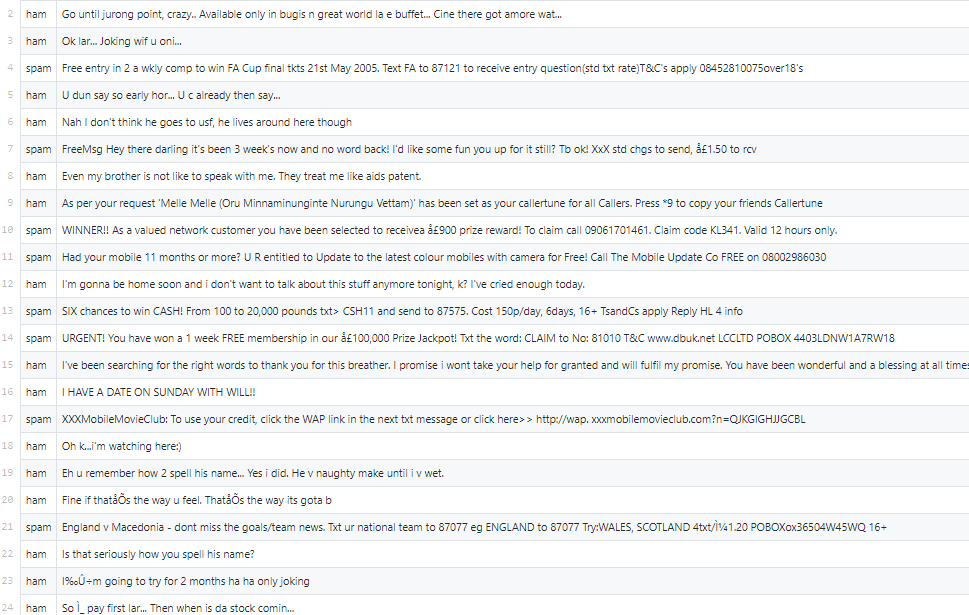 2 ham Go until jurong point, crazy.. Available only in bugis n great world la e buffet... Cine there got amore wat...
3 ham Ok lar... Joking wif u oni...
4 spam Free entry in 2 a wkly comp to win FA Cup final tkts 21st May 2005. Text FA to 87121 to receive entry question(std txt rate)T&C's apply 08452810075over18's
5 ham U dun say so early hor... U c already then say...
6 ham Nah I don't think he goes to usf, he lives around here though
7 spam FreeMsg Hey there darling it's been 3 week's now and no word back! I'd like some fun you up for it still? Tb ok! XxX std chgs to send, å£1.50 to rcv
8 ham Even my brother is not like to speak with me. They treat me like aids patent.
9 ham As per your request 'Melle Melle (Oru Minnaminunginte Nurungu Vettam)' has been set as your callertune for all Callers. Press *9 to copy your friends Callertune
10 spam WINNER!! As a valued network customer you have been selected to receivea å£900 prize reward! To claim call 09061701461. Claim code KL341. Valid 12 hours only.
11 spam Had your mobile 11 months or more? U R entitled to Update to the latest colour mobiles with camera for Free! Call The Mobile Update Co FREE on 08002986030
12 ham I'm gonna be home soon and i don't want to talk about this stuff anymore tonight, k? I've cried enough today.
13 spam SIX chances to win CASH! From 100 to 20,000 pounds txt> CSH11 and send to 87575. Cost 150p/day, 6days, 16+ TsandCs apply Reply HL 4 info
14 spam URGENT! You have won a 1 week FREE membership in our å£100,000 Prize Jackpot! Txt the word: CLAIM to No: 81010 T&C www.dbuk.net LCCLTD POBOX 4403LDNW1A7RW18
15 ham I've been searching for the right words to thank you for this breather. I promise i wont take your help for granted and will fulfil my promise. You have been wonderful and a blessing at all times
16 ham I HAVE A DATE ON SUNDAY WITH WILL!!
17 spam XXXMobileMovieClub: To use your credit, click the WAP link in the next txt message or click here>> http://wap. xxxmobilemovieclub.com?n=QJKGIGHJJGCBL
18 ham Oh k...i'm watching here:)
19 ham Eh u remember how 2 spell his name... Yes i did. He v naughty make until i v wet.
20 ham Fine if thatåÕs the way u feel. ThatåÕs the way its gota b
21 spam England v Macedonia - dont miss the goals/team news. Txt ur national team to 87077 eg ENGLAND to 87077 Try:WALES, SCOTLAND 4txt/Ì¼1.20 POBOXox36504W45WQ 16+
22 ham Is that seriously how you spell his name?
23 ham I‰Û÷m going to try for 2 months ha ha only joking
24 ham So Ì_ pay first lar... Then when is da stock comin...